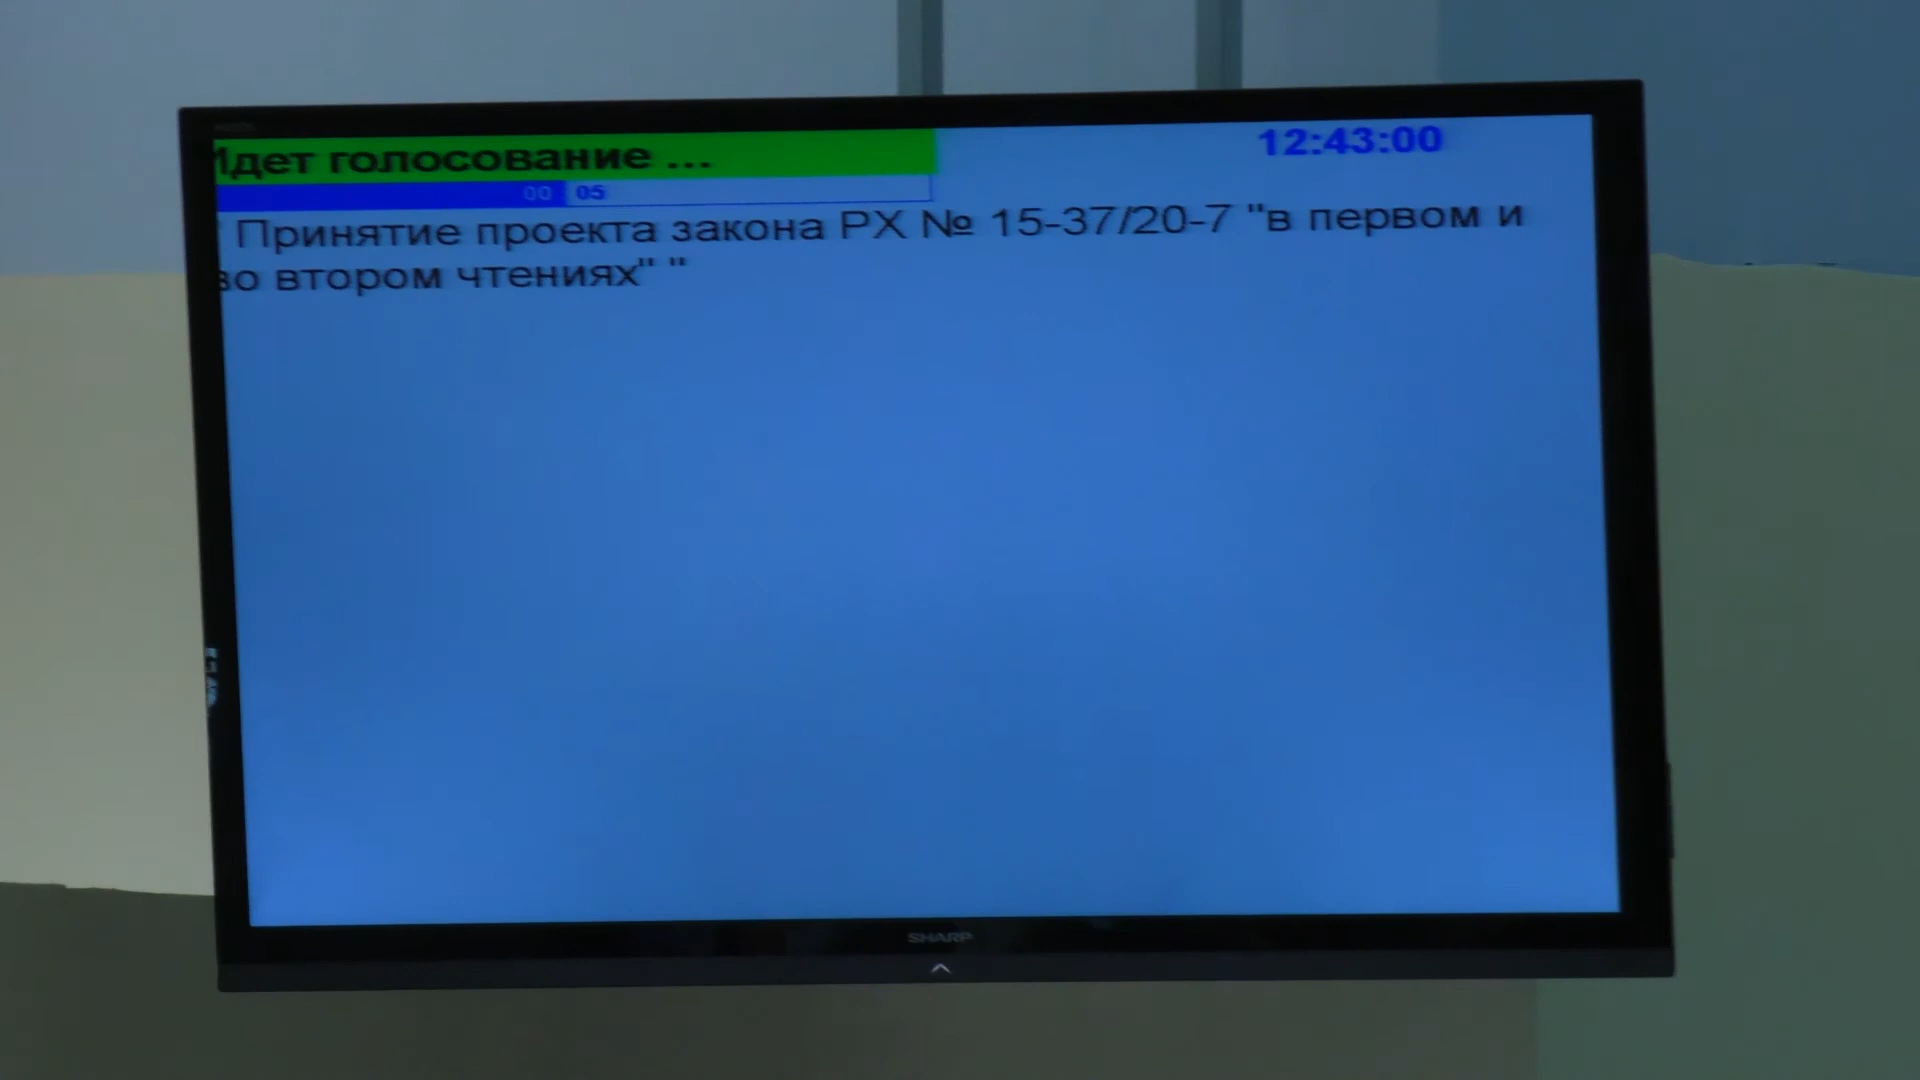 Идет голосование ...
12:43:00
00 05
" Принятие проекта закона РХ № 15-37/20-7 "в первом и
во втором чтениях" "
SHARP